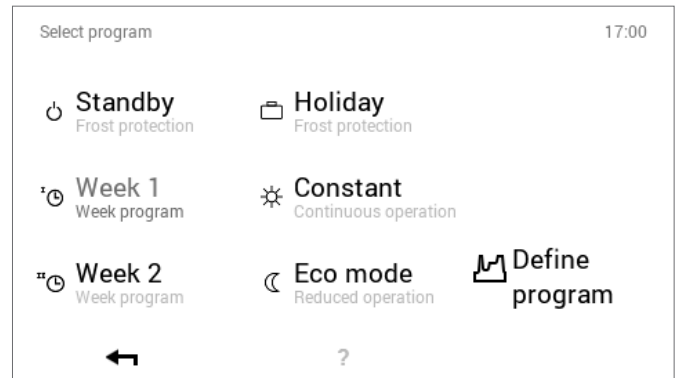 Select program 17:00
Standby Holiday
Frost protection Frost protection
I Week 1 Constant
Week program Continuous operation
II Week 2 Eco mode Define
Week program Reduced operation program
?